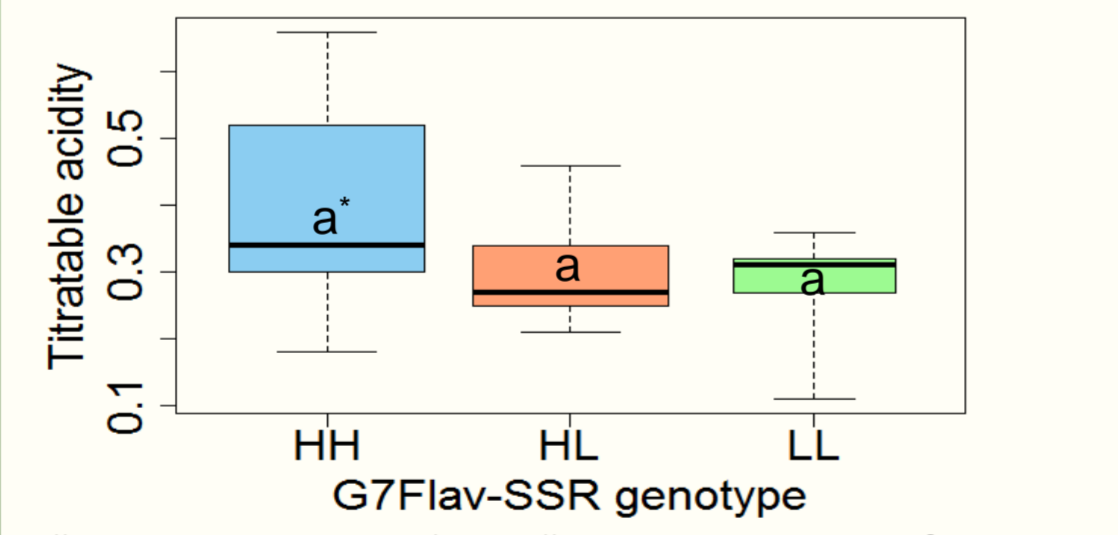 Titratable acidity
0.5
0.3
0.1
a*
a
a
HH HL LL
G7Flav-SSR genotype